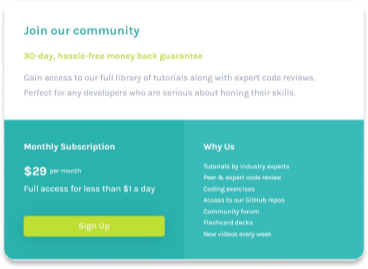 Join our community
30-day, hassle-free money back guarantee
Gain access to our full library of tutorials along with expert code reviews.
Perfect for any developers who are serious about honing their skills.
Monthly Subscription
$29 per month
Full access for less than $1 a day
Sign Up
Why Us
Tutorials by industry experts
Peer & expert code review
Coding exercises
Access to our GitHub repos
Community forum
Flashcard decks
New videos every week